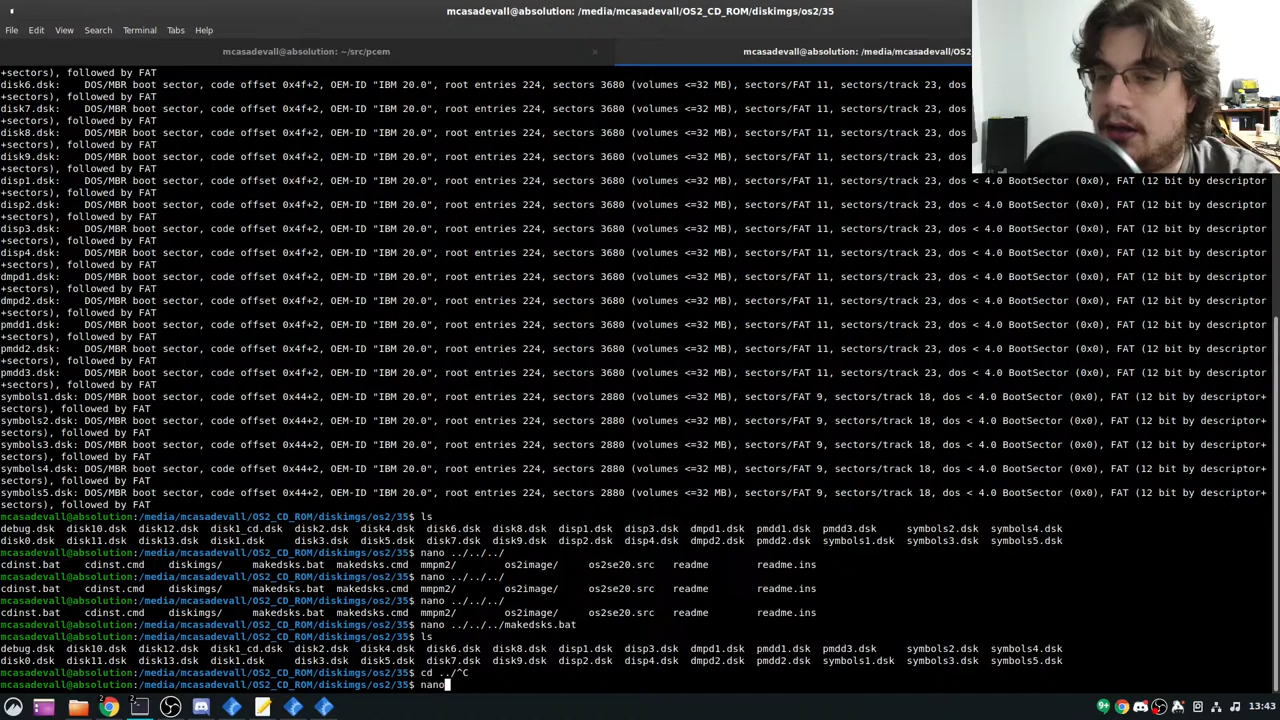 mcasadevall@absolution: /media/mcasadevall/OS2_CD_ROM/diskimgs/os2/35
File Edit View Search Terminal Tabs Help
mcasadevall@absolution: ~/src/pcem × mcasadevall@absolution: /media/mcasadevall/OS2
+sectors), followed by FAT
disk6.dsk: DOS/MBR boot sector, code offset 0x4f+2, OEM-ID "IBM 20.0", root entries 224, sectors 3680 (volumes <=32 MB), sectors/FAT 11, sectors/track 23, dos
+sectors), followed by FAT
disk7.dsk: DOS/MBR boot sector, code offset 0x4f+2, OEM-ID "IBM 20.0", root entries 224, sectors 3680 (volumes <=32 MB), sectors/FAT 11, sectors/track 23, dos
+sectors), followed by FAT
disk8.dsk: DOS/MBR boot sector, code offset 0x4f+2, OEM-ID "IBM 20.0", root entries 224, sectors 3680 (volumes <=32 MB), sectors/FAT 11, sectors/track 23, dos
+sectors), followed by FAT
disk9.dsk: DOS/MBR boot sector, code offset 0x4f+2, OEM-ID "IBM 20.0", root entries 224, sectors 3680 (volumes <=32 MB), sectors/FAT 11, sectors/track 23, dos
+sectors), followed by FAT
disp1.dsk: DOS/MBR boot sector, code offset 0x4f+2, OEM-ID "IBM 20.0", root entries 224, sectors 3680 (volumes <=32 MB), sectors/FAT 11, sectors/track 23, dos < 4.0 BootSector (0x0), FAT (12 bit by descriptor
+sectors), followed by FAT
disp2.dsk: DOS/MBR boot sector, code offset 0x4f+2, OEM-ID "IBM 20.0", root entries 224, sectors 3680 (volumes <=32 MB), sectors/FAT 11, sectors/track 23, dos < 4.0 BootSector (0x0), FAT (12 bit by descriptor
+sectors), followed by FAT
disp3.dsk: DOS/MBR boot sector, code offset 0x4f+2, OEM-ID "IBM 20.0", root entries 224, sectors 3680 (volumes <=32 MB), sectors/FAT 11, sectors/track 23, dos < 4.0 BootSector (0x0), FAT (12 bit by descriptor
+sectors), followed by FAT
disp4.dsk: DOS/MBR boot sector, code offset 0x4f+2, OEM-ID "IBM 20.0", root entries 224, sectors 3680 (volumes <=32 MB), sectors/FAT 11, sectors/track 23, dos < 4.0 BootSector (0x0), FAT (12 bit by descriptor
+sectors), followed by FAT
dmpd1.dsk: DOS/MBR boot sector, code offset 0x4f+2, OEM-ID "IBM 20.0", root entries 224, sectors 3680 (volumes <=32 MB), sectors/FAT 11, sectors/track 23, dos < 4.0 BootSector (0x0), FAT (12 bit by descriptor
+sectors), followed by FAT
dmpd2.dsk: DOS/MBR boot sector, code offset 0x4f+2, OEM-ID "IBM 20.0", root entries 224, sectors 3680 (volumes <=32 MB), sectors/FAT 11, sectors/track 23, dos < 4.0 BootSector (0x0), FAT (12 bit by descriptor
+sectors), followed by FAT
pmdd1.dsk: DOS/MBR boot sector, code offset 0x4f+2, OEM-ID "IBM 20.0", root entries 224, sectors 3680 (volumes <=32 MB), sectors/FAT 11, sectors/track 23, dos < 4.0 BootSector (0x0), FAT (12 bit by descriptor
+sectors), followed by FAT
pmdd2.dsk: DOS/MBR boot sector, code offset 0x4f+2, OEM-ID "IBM 20.0", root entries 224, sectors 3680 (volumes <=32 MB), sectors/FAT 11, sectors/track 23, dos < 4.0 BootSector (0x0), FAT (12 bit by descriptor
+sectors), followed by FAT
pmdd3.dsk: DOS/MBR boot sector, code offset 0x4f+2, OEM-ID "IBM 20.0", root entries 224, sectors 3680 (volumes <=32 MB), sectors/FAT 11, sectors/track 23, dos < 4.0 BootSector (0x0), FAT (12 bit by descriptor
+sectors), followed by FAT
symbols1.dsk: DOS/MBR boot sector, code offset 0x44+2, OEM-ID "IBM 20.0", root entries 224, sectors 2880 (volumes <=32 MB), sectors/FAT 9, sectors/track 18, dos < 4.0 BootSector (0x0), FAT (12 bit by descriptor+
sectors), followed by FAT
symbols2.dsk: DOS/MBR boot sector, code offset 0x44+2, OEM-ID "IBM 20.0", root entries 224, sectors 2880 (volumes <=32 MB), sectors/FAT 9, sectors/track 18, dos < 4.0 BootSector (0x0), FAT (12 bit by descriptor+
sectors), followed by FAT
symbols3.dsk: DOS/MBR boot sector, code offset 0x44+2, OEM-ID "IBM 20.0", root entries 224, sectors 2880 (volumes <=32 MB), sectors/FAT 9, sectors/track 18, dos < 4.0 BootSector (0x0), FAT (12 bit by descriptor+
sectors), followed by FAT
symbols4.dsk: DOS/MBR boot sector, code offset 0x44+2, OEM-ID "IBM 20.0", root entries 224, sectors 2880 (volumes <=32 MB), sectors/FAT 9, sectors/track 18, dos < 4.0 BootSector (0x0), FAT (12 bit by descriptor+
sectors), followed by FAT
symbols5.dsk: DOS/MBR boot sector, code offset 0x44+2, OEM-ID "IBM 20.0", root entries 224, sectors 2880 (volumes <=32 MB), sectors/FAT 9, sectors/track 18, dos < 4.0 BootSector (0x0), FAT (12 bit by descriptor+
sectors), followed by FAT
mcasadevall@absolution:/media/mcasadevall/OS2_CD_ROM/diskimgs/os2/35$ ls
debug.dsk disk10.dsk disk12.dsk disk1_cd.dsk disk2.dsk disk4.dsk disk6.dsk disk8.dsk disp1.dsk disp3.dsk dmpd1.dsk pmdd1.dsk pmdd3.dsk symbols2.dsk symbols4.dsk
disk0.dsk disk11.dsk disk13.dsk disk1.dsk disk3.dsk disk5.dsk disk7.dsk disk9.dsk disp2.dsk disp4.dsk dmpd2.dsk pmdd2.dsk symbols1.dsk symbols3.dsk symbols5.dsk
mcasadevall@absolution:/media/mcasadevall/OS2_CD_ROM/diskimgs/os2/35$ nano ../../../
cdinst.bat cdinst.cmd diskimgs/ makedsks.bat makedsks.cmd mmpm2/ os2image/ os2se20.src readme readme.ins
mcasadevall@absolution:/media/mcasadevall/OS2_CD_ROM/diskimgs/os2/35$ nano ../../../
cdinst.bat cdinst.cmd diskimgs/ makedsks.bat makedsks.cmd mmpm2/ os2image/ os2se20.src readme readme.ins
mcasadevall@absolution:/media/mcasadevall/OS2_CD_ROM/diskimgs/os2/35$ nano ../../../
cdinst.bat cdinst.cmd diskimgs/ makedsks.bat makedsks.cmd mmpm2/ os2image/ os2se20.src readme readme.ins
mcasadevall@absolution:/media/mcasadevall/OS2_CD_ROM/diskimgs/os2/35$ nano ../../../makedsks.bat
mcasadevall@absolution:/media/mcasadevall/OS2_CD_ROM/diskimgs/os2/35$ ls
debug.dsk disk10.dsk disk12.dsk disk1_cd.dsk disk2.dsk disk4.dsk disk6.dsk disk8.dsk disp1.dsk disp3.dsk dmpd1.dsk pmdd1.dsk pmdd3.dsk symbols2.dsk symbols4.dsk
disk0.dsk disk11.dsk disk13.dsk disk1.dsk disk3.dsk disk5.dsk disk7.dsk disk9.dsk disp2.dsk disp4.dsk dmpd2.dsk pmdd2.dsk symbols1.dsk symbols3.dsk symbols5.dsk
mcasadevall@absolution:/media/mcasadevall/OS2_CD_ROM/diskimgs/os2/35$ cd ../^C
mcasadevall@absolution:/media/mcasadevall/OS2_CD_ROM/diskimgs/os2/35$ nano
2 2 9+ 13:43